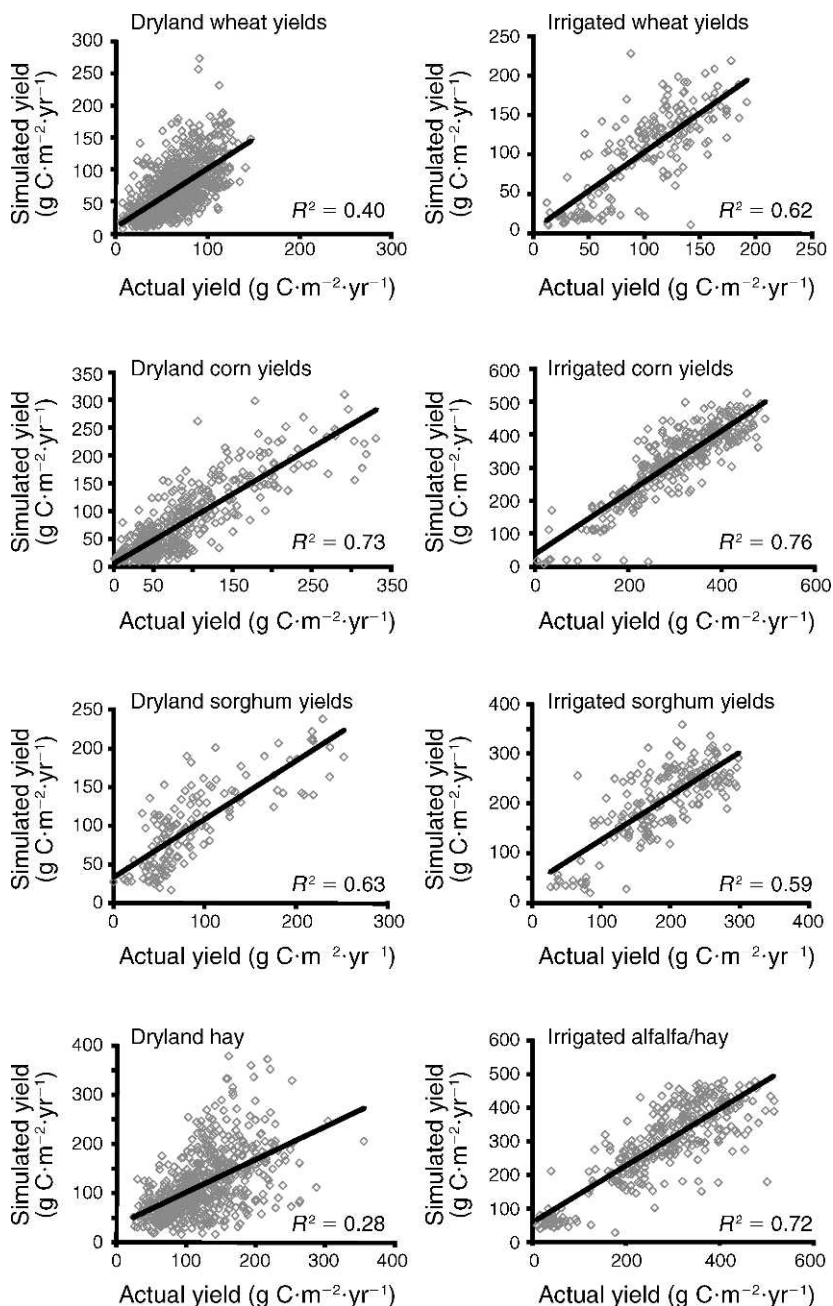 Dryland wheat yields
Simulated yield
(g C·m⁻²·yr⁻¹)
300
250
200
150
100
50
0
R² = 0.40
0 100 200 300
Actual yield (g C·m⁻²·yr⁻¹)
Irrigated wheat yields
Simulated yield
(g C·m⁻²·yr⁻¹)
250
200
150
100
50
0
R² = 0.62
0 50 100 150 200 250
Actual yield (g C·m⁻²·yr⁻¹)
Dryland corn yields
Simulated yield
(g C·m⁻²·yr⁻¹)
350
300
250
200
150
100
50
0
R² = 0.73
0 50 100 150 200 250 300 350
Actual yield (g C·m⁻²·yr⁻¹)
Irrigated corn yields
Simulated yield
(g C·m⁻²·yr⁻¹)
600
500
400
300
200
100
0
R² = 0.76
0 200 400 600
Actual yield (g C·m⁻²·yr⁻¹)
Dryland sorghum yields
Simulated yield
(g C·m⁻²·yr⁻¹)
250
200
150
100
50
0
R² = 0.63
0 100 200 300
Actual yield (g C·m⁻²·yr⁻¹)
Irrigated sorghum yields
Simulated yield
(g C·m⁻²·yr⁻¹)
400
300
200
100
0
R² = 0.59
0 100 200 300 400
Actual yield (g C·m⁻²·yr⁻¹)
Dryland hay
Simulated yield
(g C·m⁻²·yr⁻¹)
400
300
200
100
0
R² = 0.28
0 100 200 300 400
Actual yield (g C·m⁻²·yr⁻¹)
Irrigated alfalfa/hay
Simulated yield
(g C·m⁻²·yr⁻¹)
600
500
400
300
200
100
0
R² = 0.72
0 200 400 600
Actual yield (g C·m⁻²·yr⁻¹)